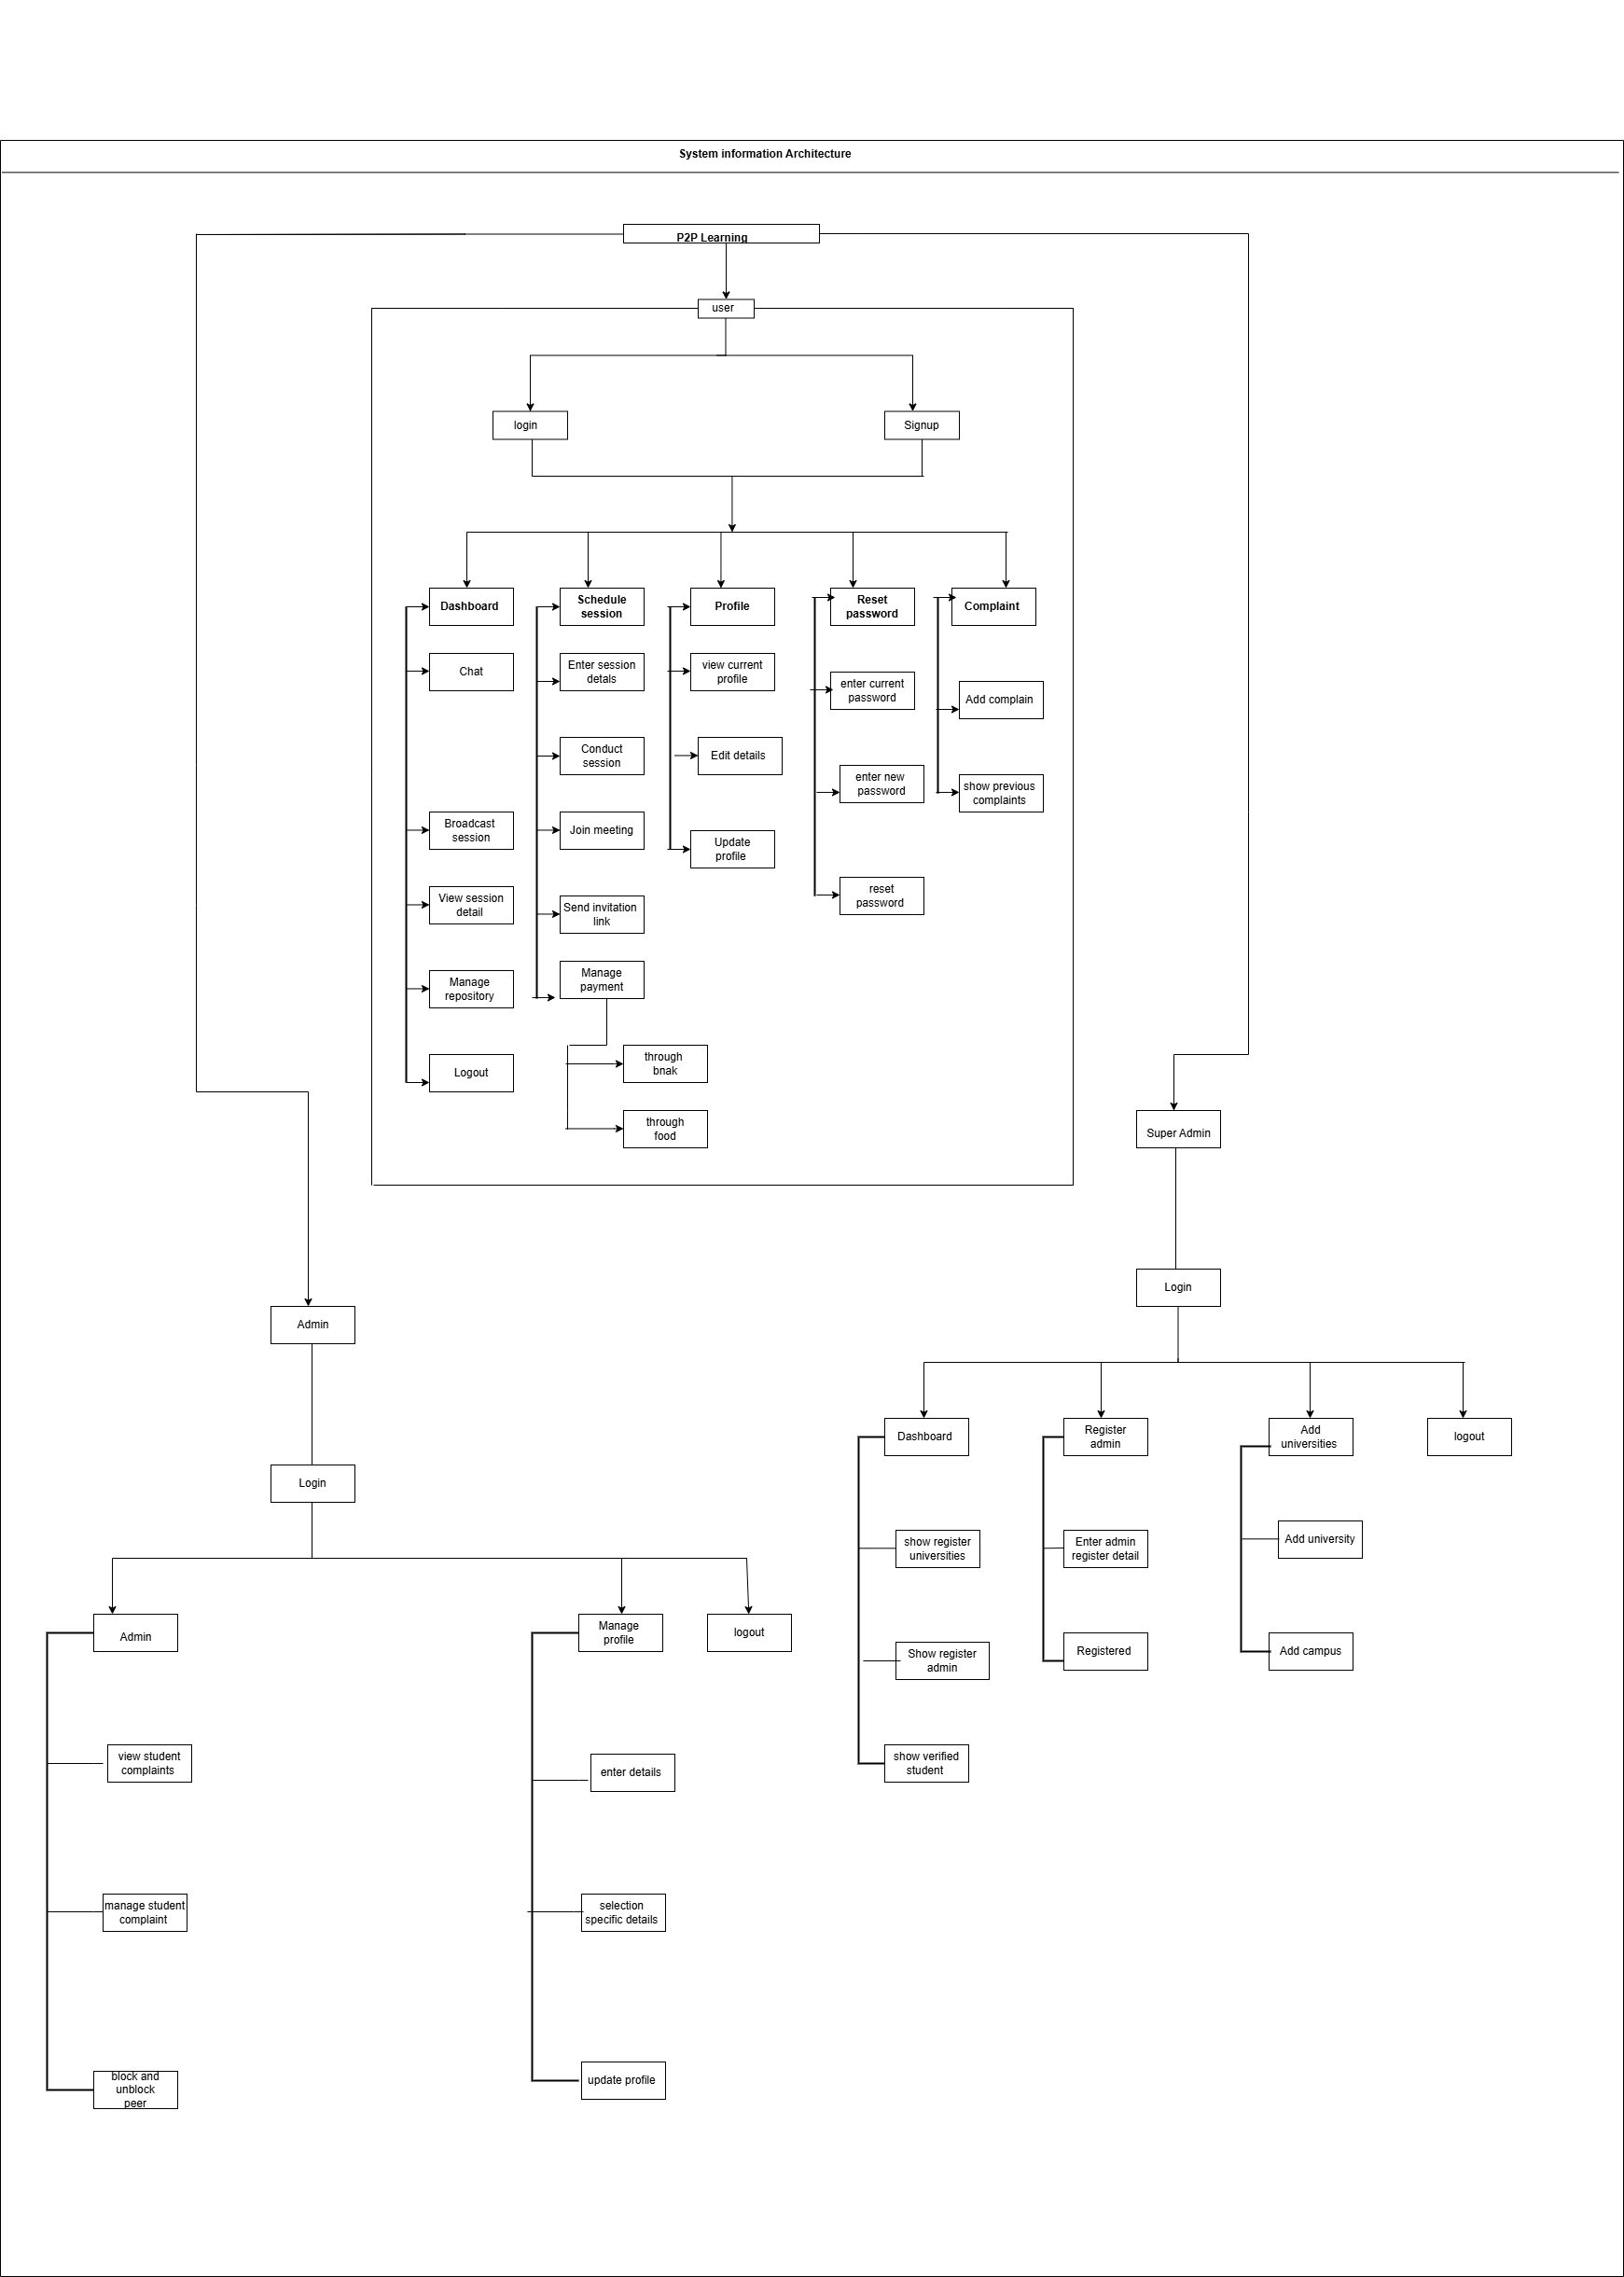 System information Architecture
P2P Learning
user
login
Signup
Dashboard
Chat
Broadcast
session
View session
detail
Manage
repository
Logout
Schedule
session
Enter session
detals
Conduct
session
Join meeting
Send invitation
link
Manage
payment
through
bnak
through
food
Profile
view current
profile
Edit details
Update
profile
Reset
password
enter current
password
enter new
password
reset
password
Complaint
Add complain
show previous
complaints
Admin
Login
Admin
view student
complaints
manage student
complaint
block and
unblock
peer
Manage
profile
enter details
selection
specific details
update profile
logout
Super Admin
Login
Dashboard
show register
universities
Show register
admin
show verified
student
Register
admin
Enter admin
register detail
Registered
Add
universities
Add university
Add campus
logout